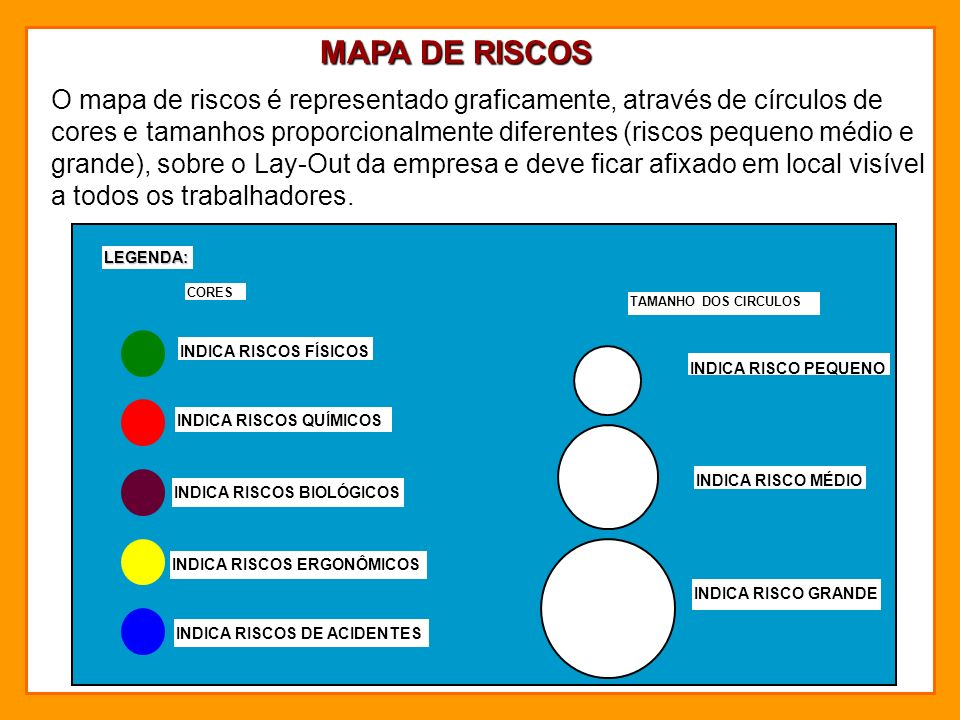 MAPA DE RISCOS
O mapa de riscos é representado graficamente, através de círculos de
cores e tamanhos proporcionalmente diferentes (riscos pequeno médio e
grande), sobre o Lay-Out da empresa e deve ficar afixado em local visível
a todos os trabalhadores.
LEGENDA:
CORES
INDICA RISCOS FÍSICOS
INDICA RISCOS QUÍMICOS
INDICA RISCOS BIOLÓGICOS
INDICA RISCOS ERGONÔMICOS
INDICA RISCOS DE ACIDENTES
TAMANHO DOS CIRCULOS
INDICA RISCO PEQUENO
INDICA RISCO MÉDIO
INDICA RISCO GRANDE